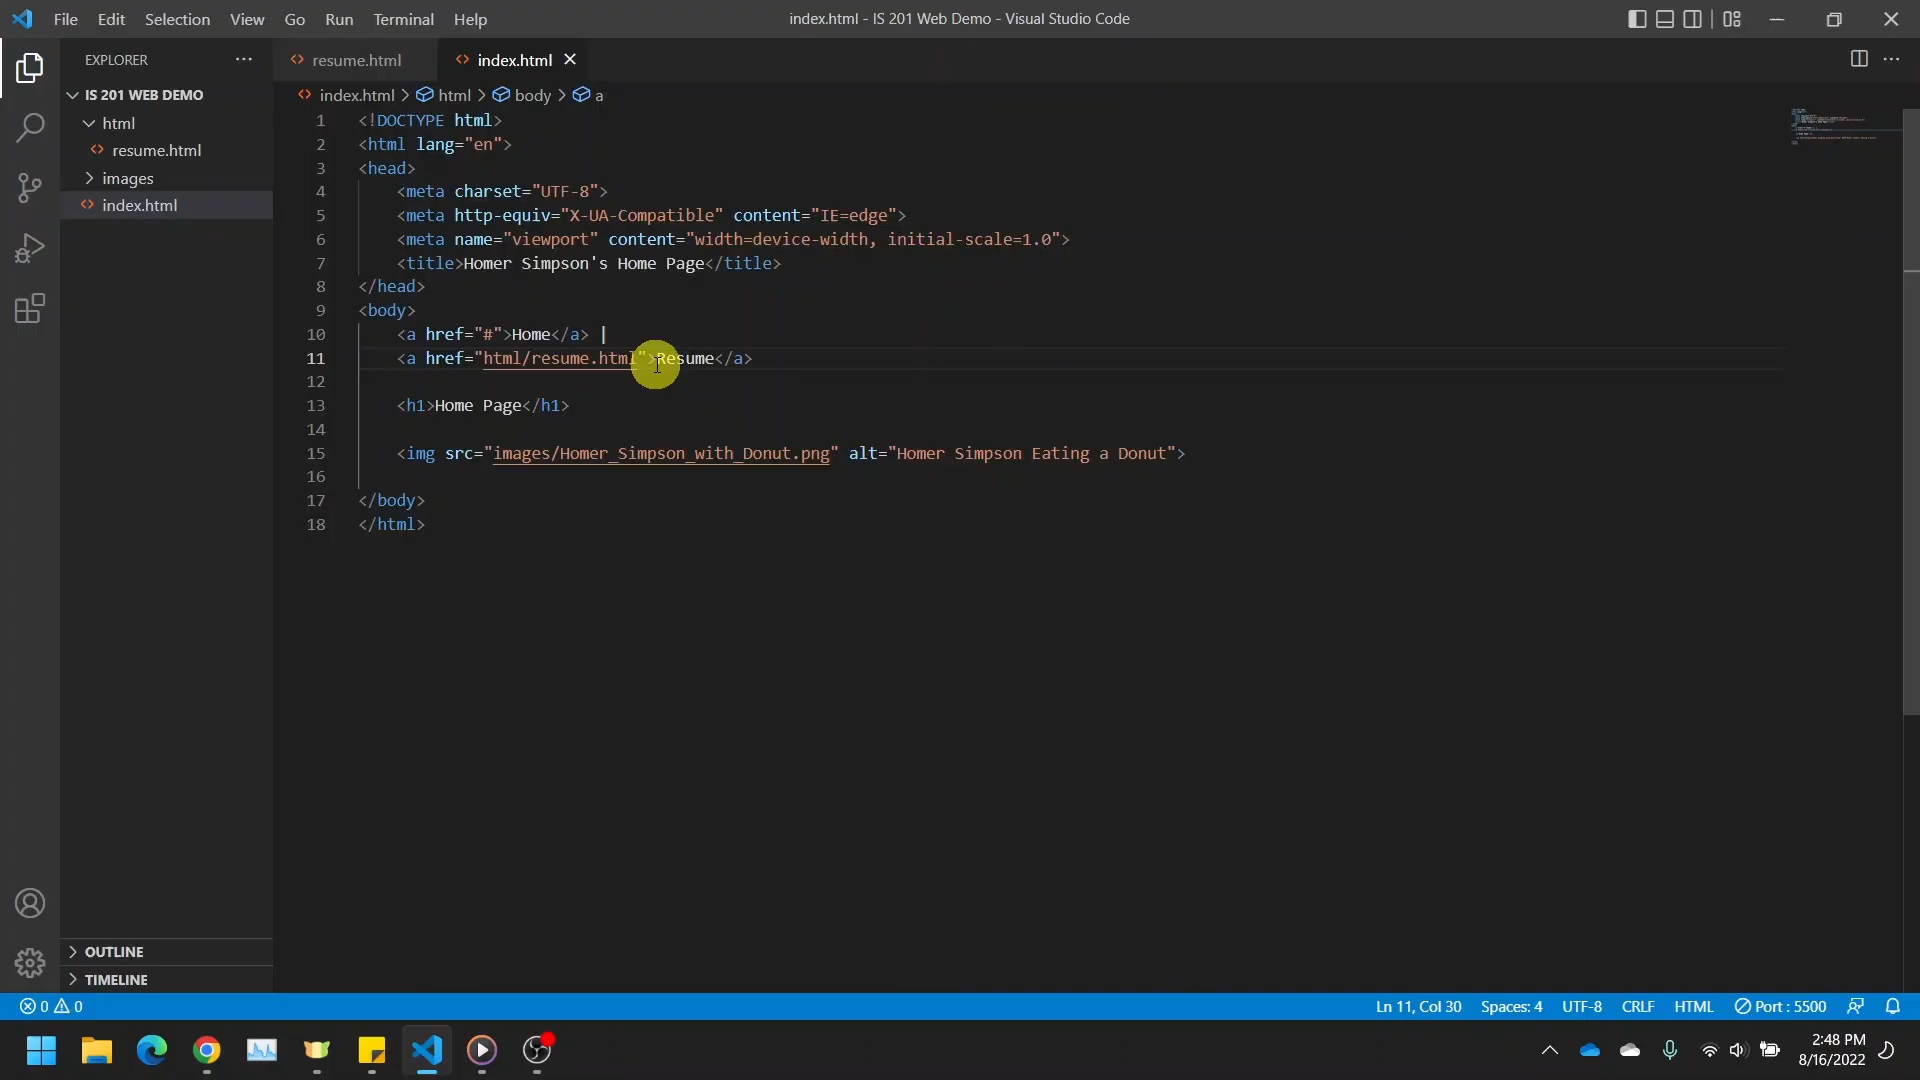 File Edit Selection View Go Run Terminal Help
index.html - IS 201 Web Demo - Visual Studio Code
EXPLORER
resume.html
index.html
IS 201 WEB DEMO
html
resume.html
images
index.html
OUTLINE
TIMELINE
index.html > html > body > a
1 <!DOCTYPE html>
2 <html lang="en">
3 <head>
4 <meta charset="UTF-8">
5 <meta http-equiv="X-UA-Compatible" content="IE=edge">
6 <meta name="viewport" content="width=device-width, initial-scale=1.0">
7 <title>Homer Simpson's Home Page</title>
8 </head>
9 <body>
10 <a href="#">Home</a> |
11 <a href="html/resume.html">Resume</a>
12
13 <h1>Home Page</h1>
14
15 <img src="images/Homer_Simpson_with_Donut.png" alt="Homer Simpson Eating a Donut">
16
17 </body>
18 </html>
0 0
Ln 11, Col 30 Spaces: 4 UTF-8 CRLF HTML Port : 5500
2:48 PM
8/16/2022